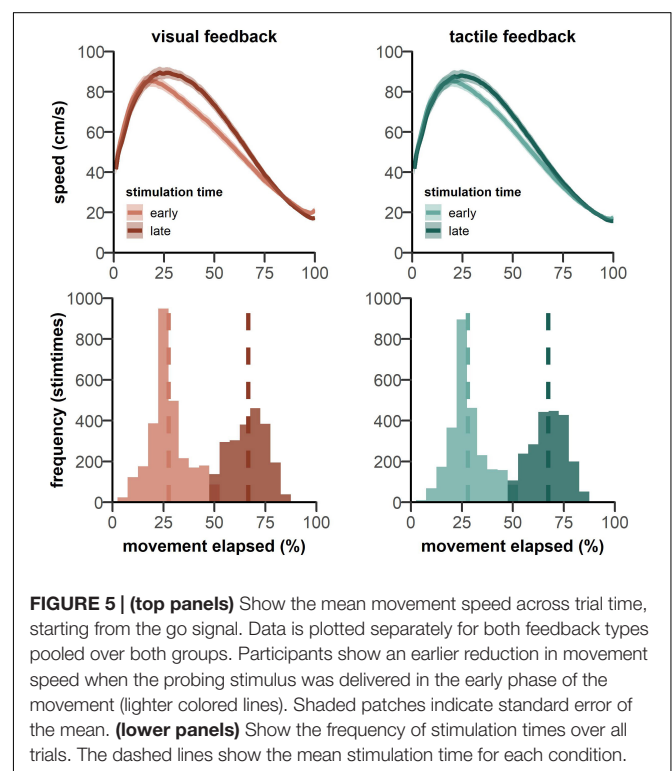 visual feedback
tactile feedback
speed (cm/s)
100
80
60
40
20
0
stimulation time
early
late
0
25
50
75
100
100
80
60
40
20
0
stimulation time
early
late
0
25
50
75
100
frequency (stimtimes)
1000
800
600
400
200
0
0
25
50
75
100
movement elapsed (%)
1000
800
600
400
200
0
0
25
50
75
100
movement elapsed (%)
FIGURE 5 | (top panels) Show the mean movement speed across trial time,
starting from the go signal. Data is plotted separately for both feedback types
pooled over both groups. Participants show an earlier reduction in movement
speed when the probing stimulus was delivered in the early phase of the
movement (lighter colored lines). Shaded patches indicate standard error of
the mean. (lower panels) Show the frequency of stimulation times over all
trials. The dashed lines show the mean stimulation time for each condition.